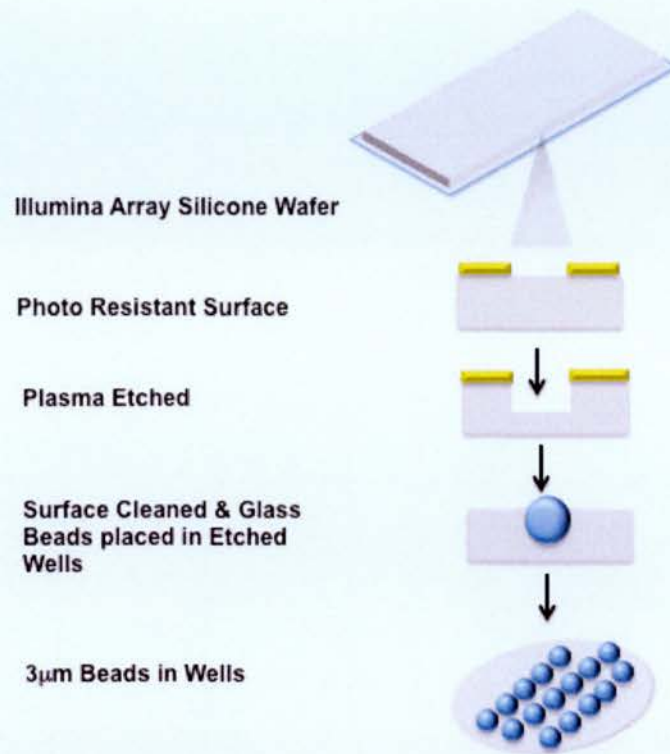 Illumina Array Silicone Wafer
Photo Resistant Surface
Plasma Etched
Surface Cleaned & Glass
Beads placed in Etched
Wells
3μm Beads in Wells